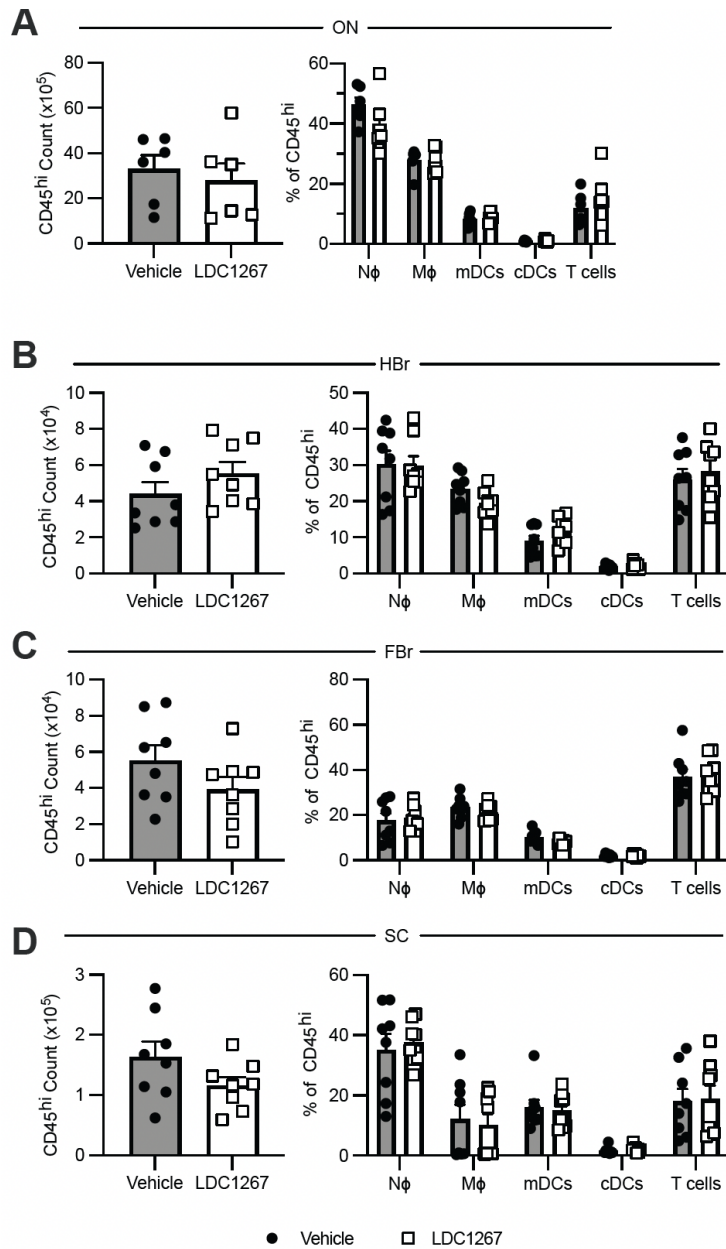 A
ON
CD45hi Count (x10⁵)
80
60
40
20
0
Vehicle LDC1267
% of CD45hi
60
40
20
0
Nϕ Mϕ mDCs cDCs T cells
B
HBr
CD45hi Count (x10⁴)
10
8
6
4
2
0
Vehicle LDC1267
% of CD45hi
50
40
30
20
10
0
Nϕ Mϕ mDCs cDCs T cells
C
FBr
CD45hi Count (x10⁴)
10
8
6
4
2
0
Vehicle LDC1267
% of CD45hi
80
60
40
20
0
Nϕ Mϕ mDCs cDCs T cells
D
SC
CD45hi Count (x10⁵)
3
2
1
0
Vehicle LDC1267
% of CD45hi
60
40
20
0
Nϕ Mϕ mDCs cDCs T cells
Vehicle LDC1267